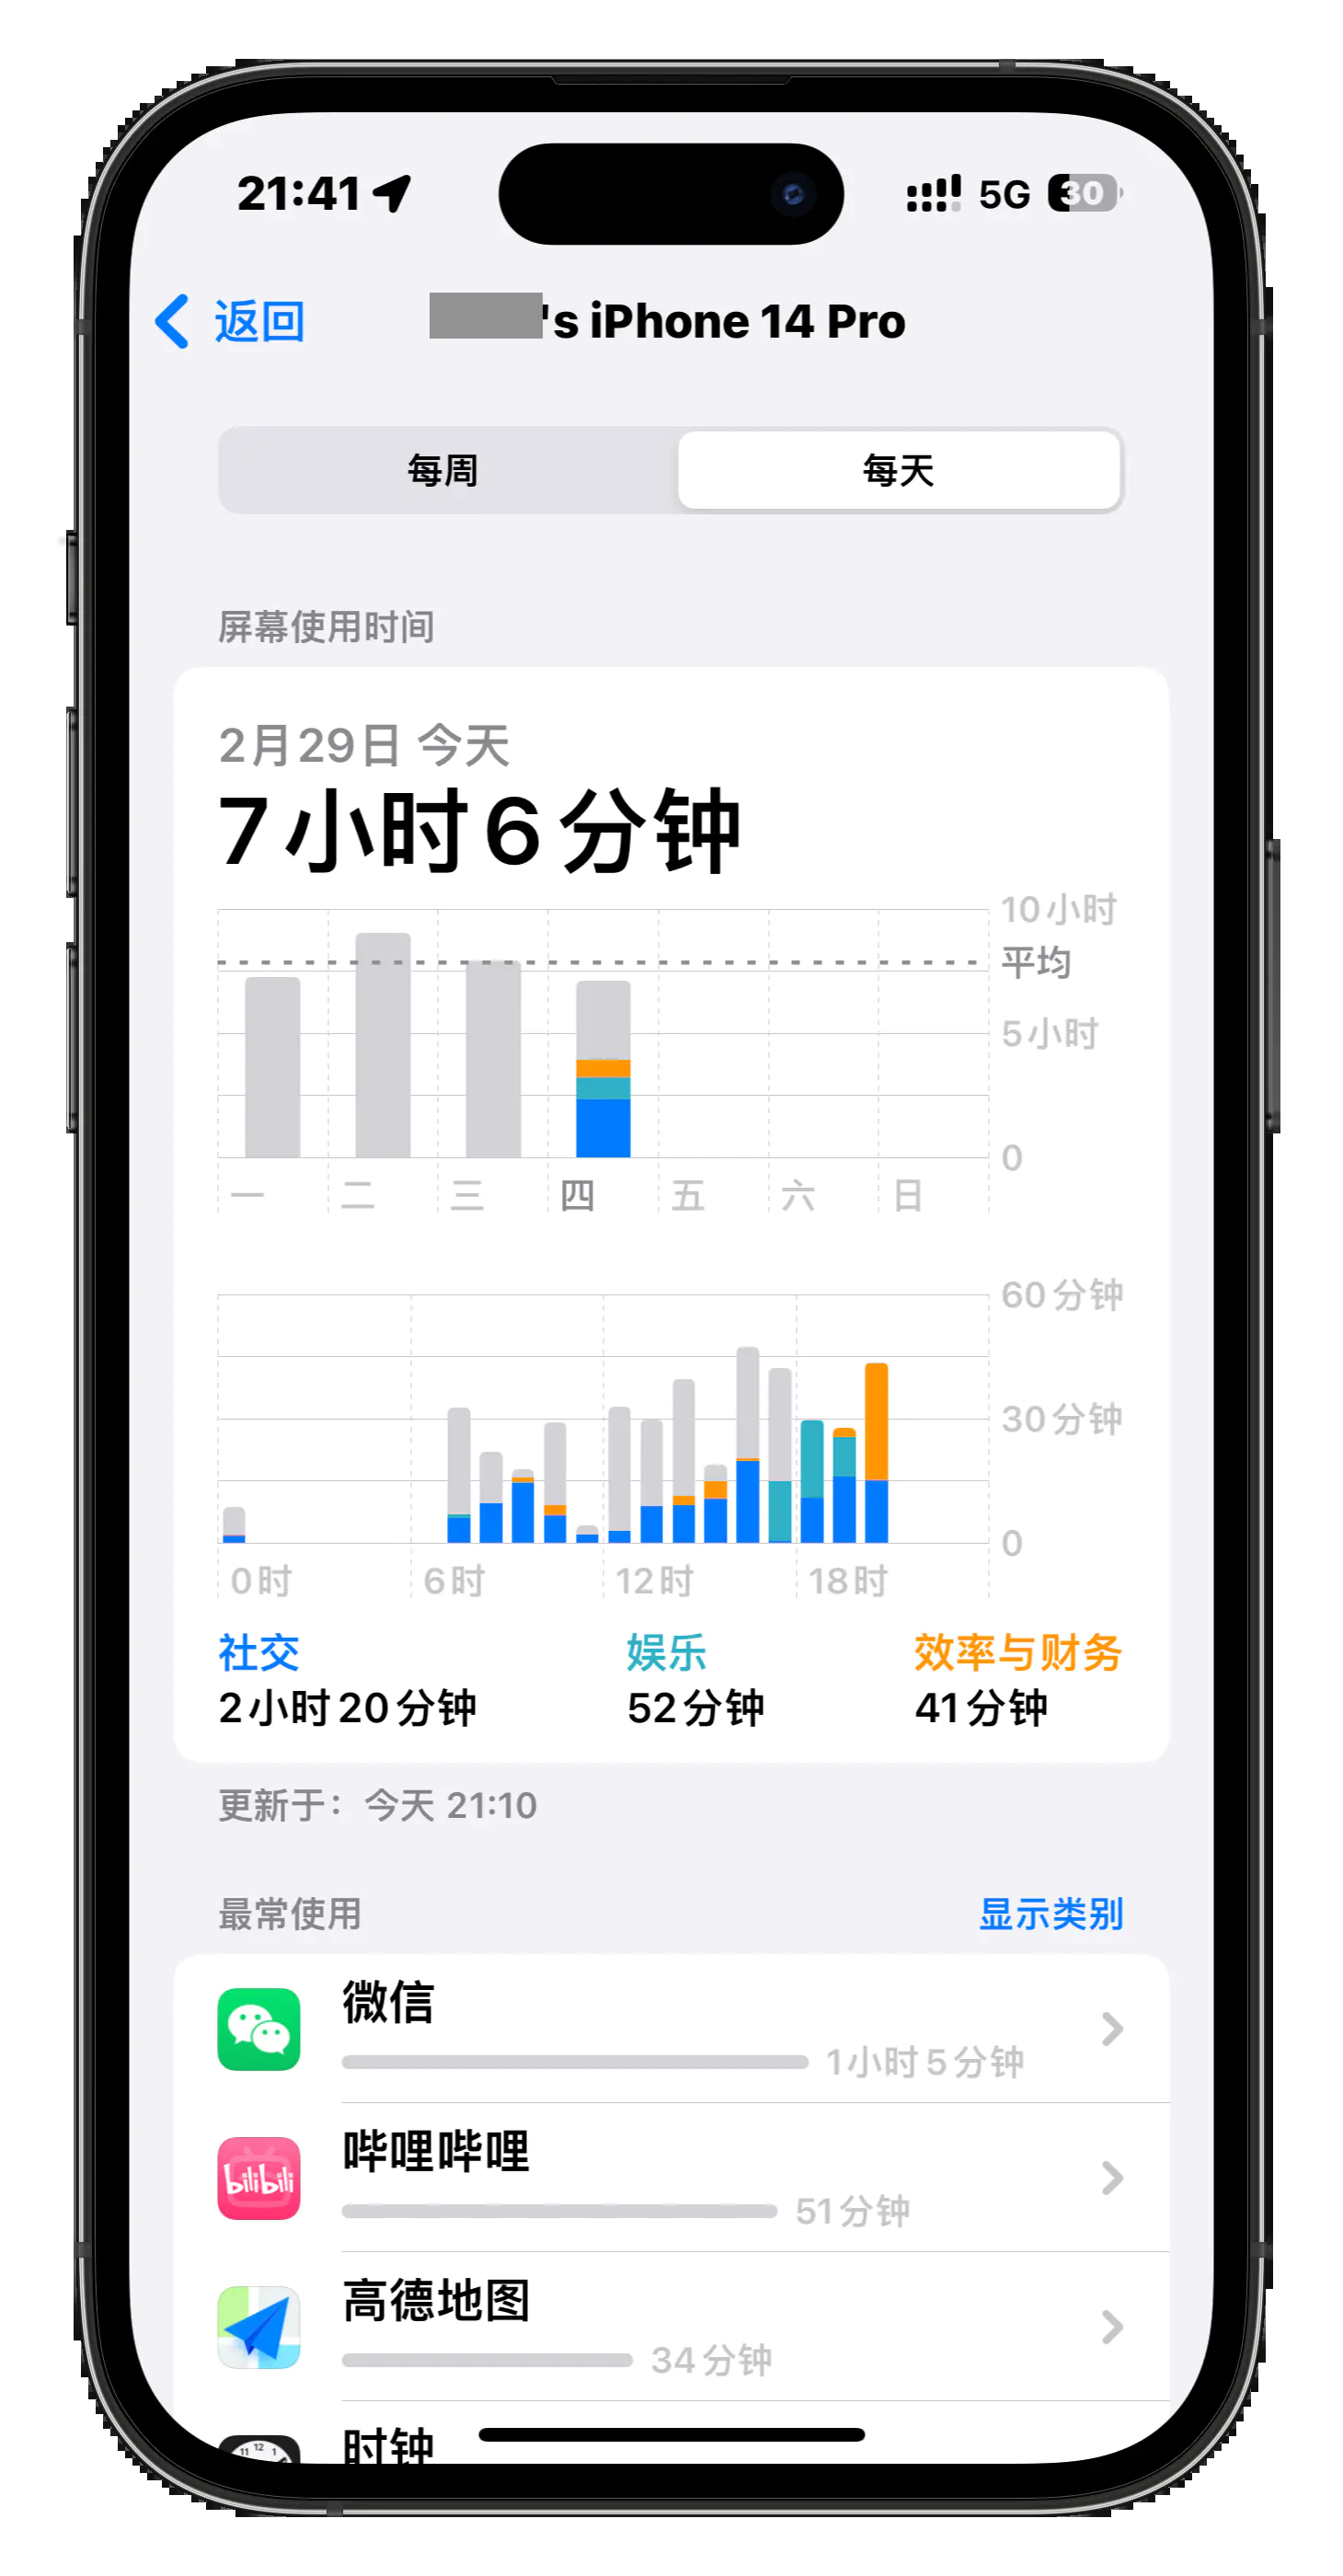 21:41 5G 30
返回 's iPhone 14 Pro
每周 每天
屏幕使用时间
2月29日 今天
7小时6分钟
10小时
平均
5小时
0
一 二 三 四 五 六 日
60分钟
30分钟
0
0时 6时 12时 18时
社交 娱乐 效率与财务
2小时20分钟 52分钟 41分钟
更新于：今天 21:10
最常使用 显示类别
微信
1小时5分钟
bilibili
哔哩哔哩
51分钟
高德地图
34分钟
11 12 1
时钟